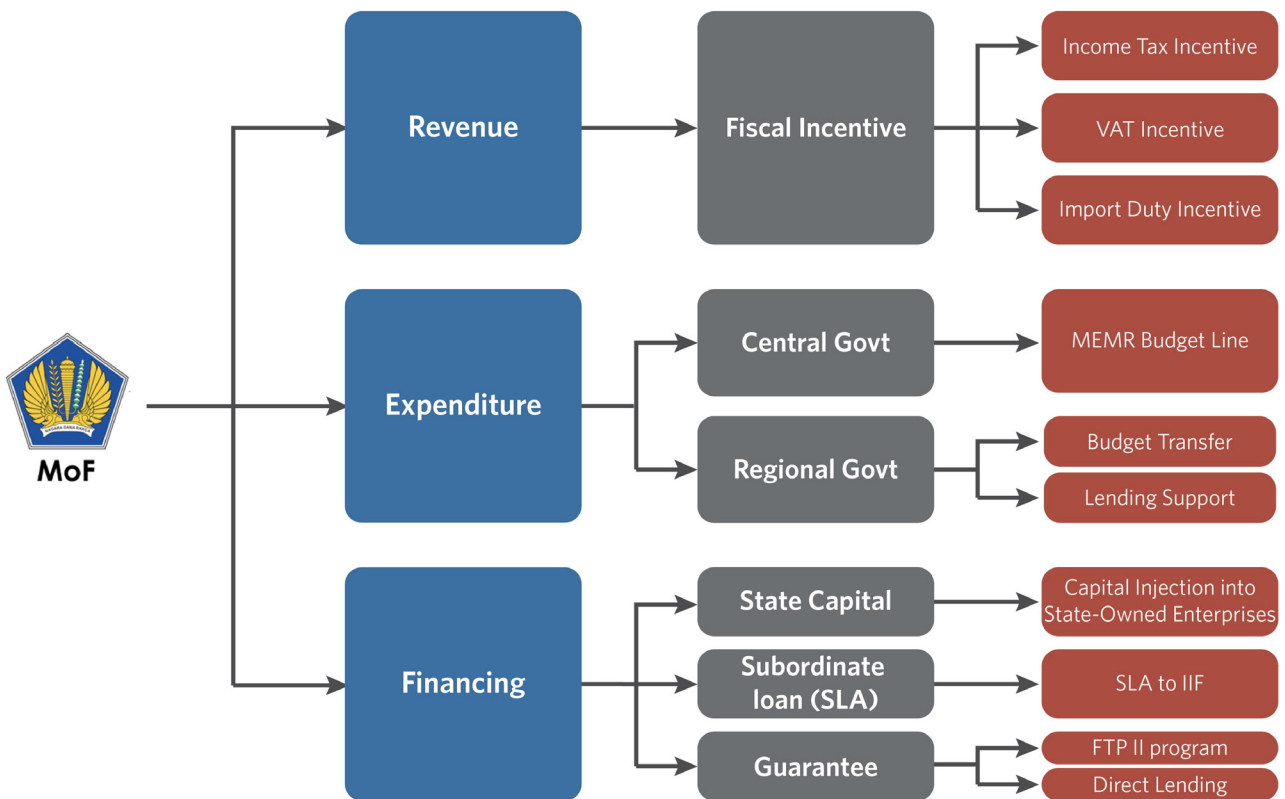 Revenue
Fiscal Incentive
Income Tax Incentive
VAT Incentive
Import Duty Incentive
MoF
Expenditure
Central Govt
MEMR Budget Line
Regional Govt
Budget Transfer
Lending Support
Financing
State Capital
Capital Injection into
State-Owned Enterprises
Subordinate
loan (SLA)
SLA to IIF
Guarantee
FTP II program
Direct Lending